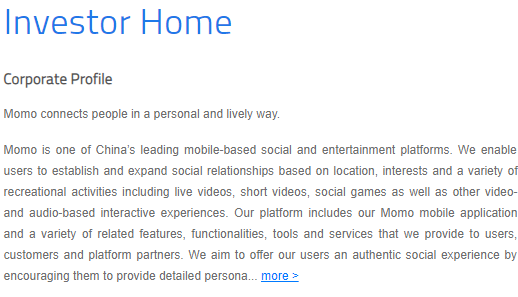 Investor Home
Corporate Profile
Momo connects people in a personal and lively way.
Momo is one of China's leading mobile-based social and entertainment platforms. We enable
users to establish and expand social relationships based on location, interests and a variety of
recreational activities including live videos, short videos, social games as well as other video-
and audio-based interactive experiences. Our platform includes our Momo mobile application
and a variety of related features, functionalities, tools and services that we provide to users,
customers and platform partners. We aim to offer our users an authentic social experience by
encouraging them to provide detailed persona... more >